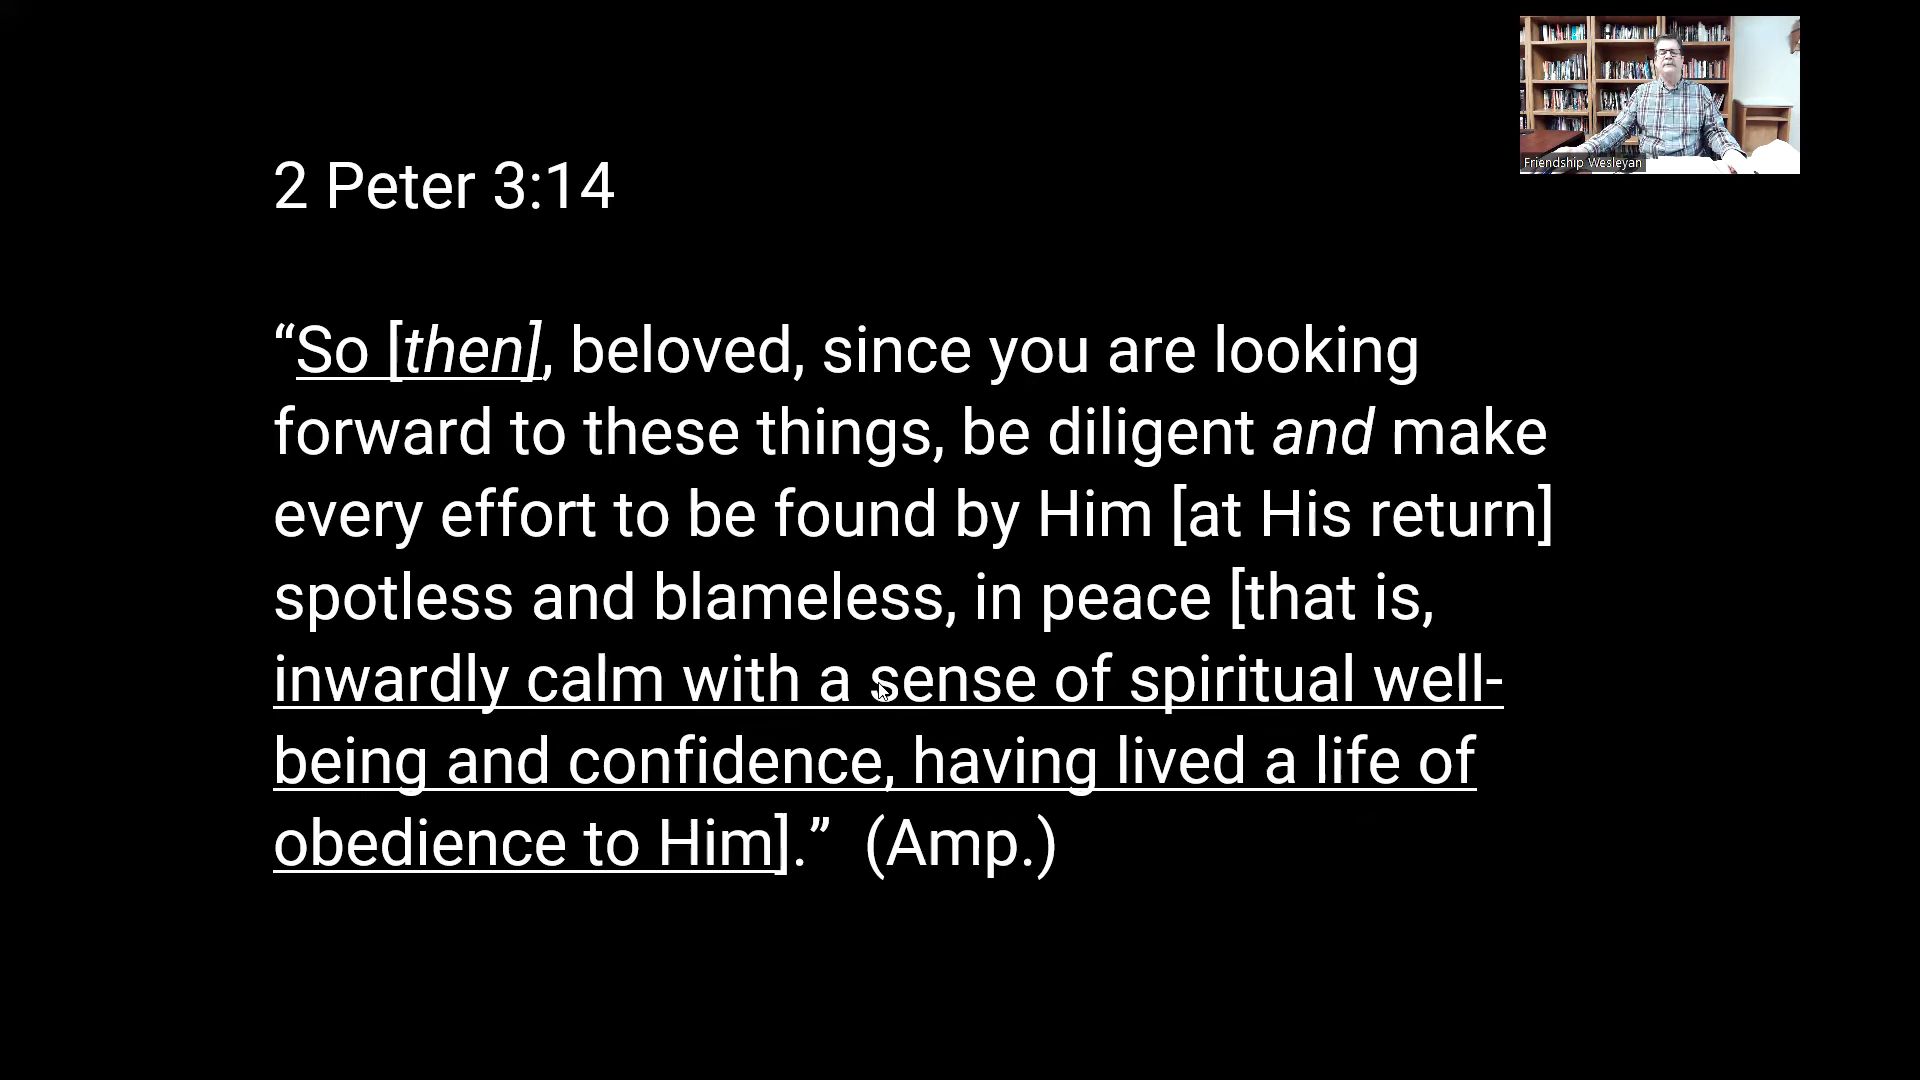 Friendship Wesleyan
2 Peter 3:14
“So [then], beloved, since you are looking
forward to these things, be diligent and make
every effort to be found by Him [at His return]
spotless and blameless, in peace [that is,
inwardly calm with a sense of spiritual well-
being and confidence, having lived a life of
obedience to Him].”  (Amp.)